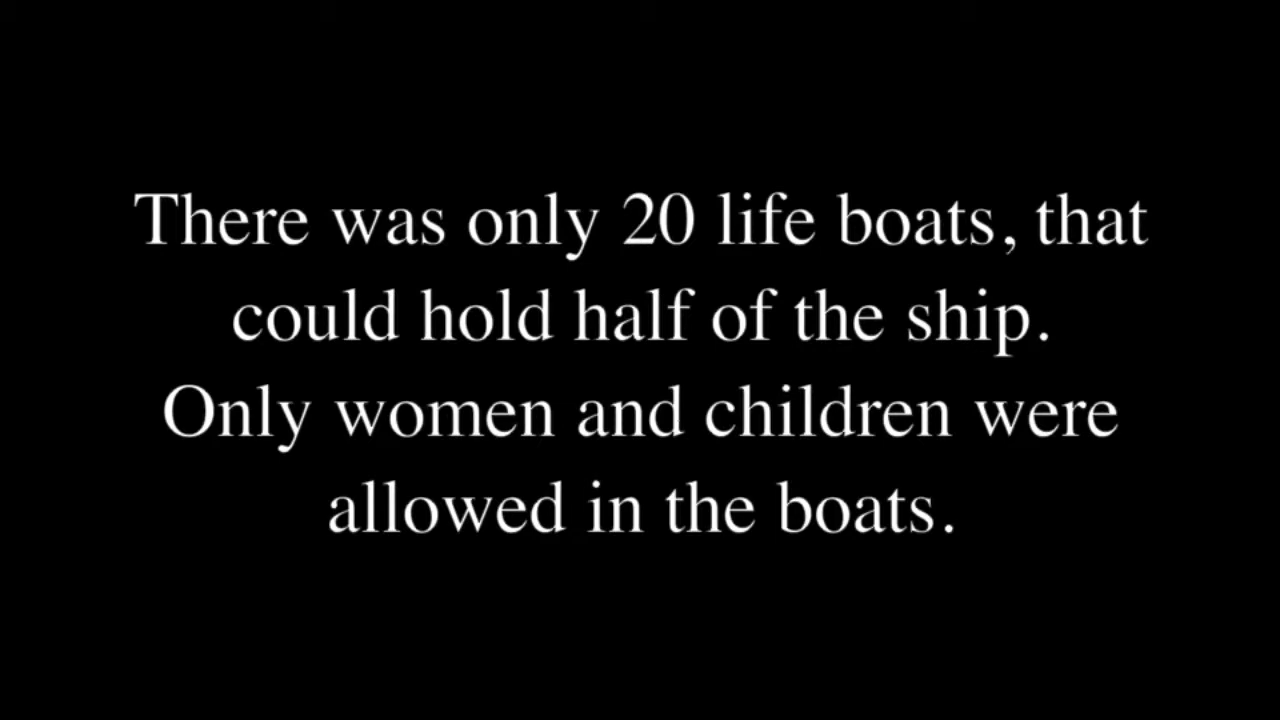 There was only 20 life boats, that
could hold half of the ship.
Only women and children were
allowed in the boats.